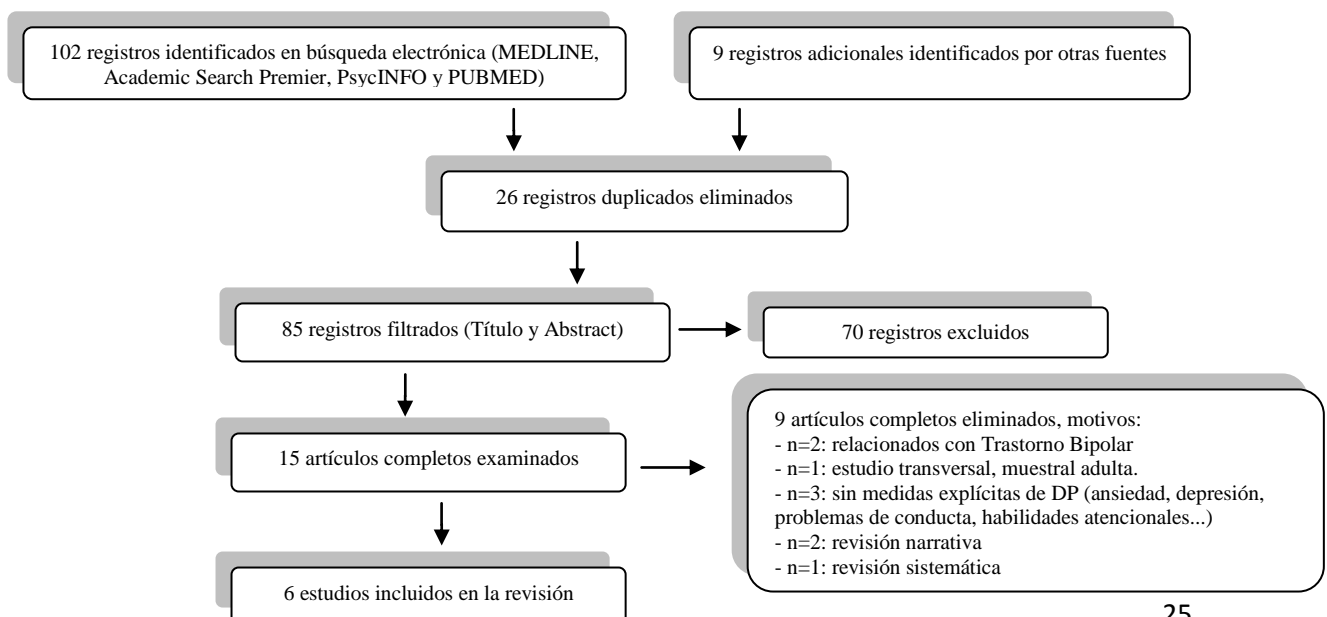 102 registros identificados en búsqueda electrónica (MEDLINE,
Academic Search Premier, PsycINFO y PUBMED)
9 registros adicionales identificados por otras fuentes
26 registros duplicados eliminados
85 registros filtrados (Título y Abstract)
70 registros excluidos
15 artículos completos examinados
9 artículos completos eliminados, motivos:
- n=2: relacionados con Trastorno Bipolar
- n=1: estudio transversal, muestral adulta.
- n=3: sin medidas explícitas de DP (ansiedad, depresión,
problemas de conducta, habilidades atencionales...)
- n=2: revisión narrativa
- n=1: revisión sistemática
6 estudios incluidos en la revisión
25